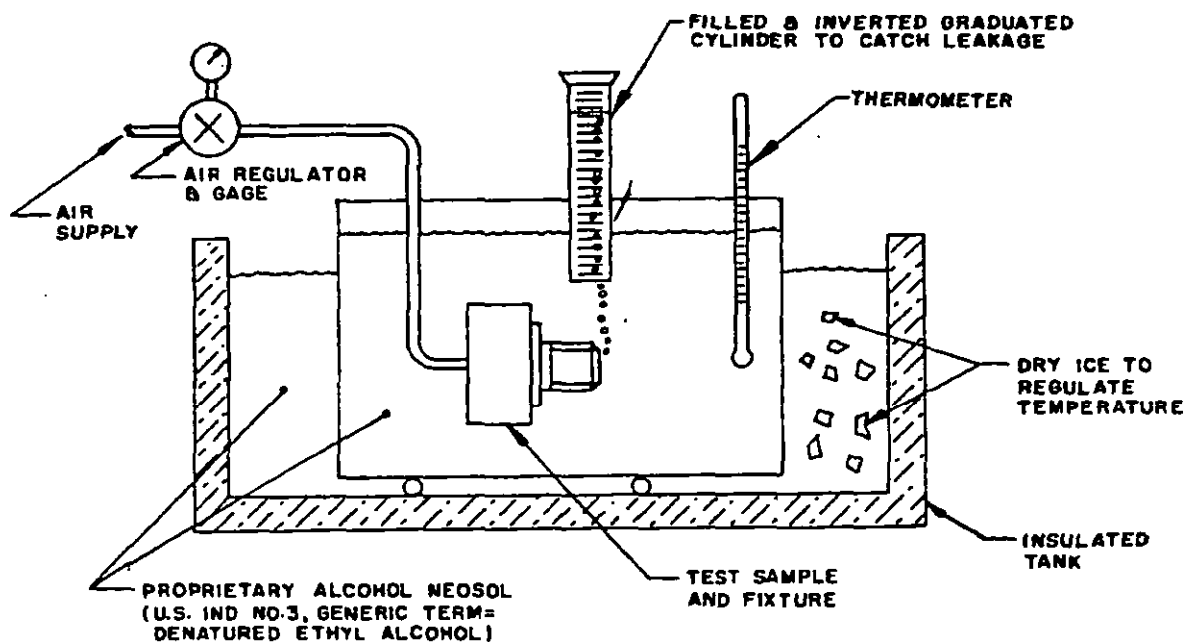 FILLED & INVERTED GRADUATED
CYLINDER TO CATCH LEAKAGE
THERMOMETER
AIR REGULATOR
& GAGE
AIR
SUPPLY
DRY ICE TO
REGULATE
TEMPERATURE
INSULATED
TANK
TEST SAMPLE
AND FIXTURE
PROPRIETARY ALCOHOL NEOSOL
(U.S. IND NO.3, GENERIC TERM=
DENATURED ETHYL ALCOHOL)